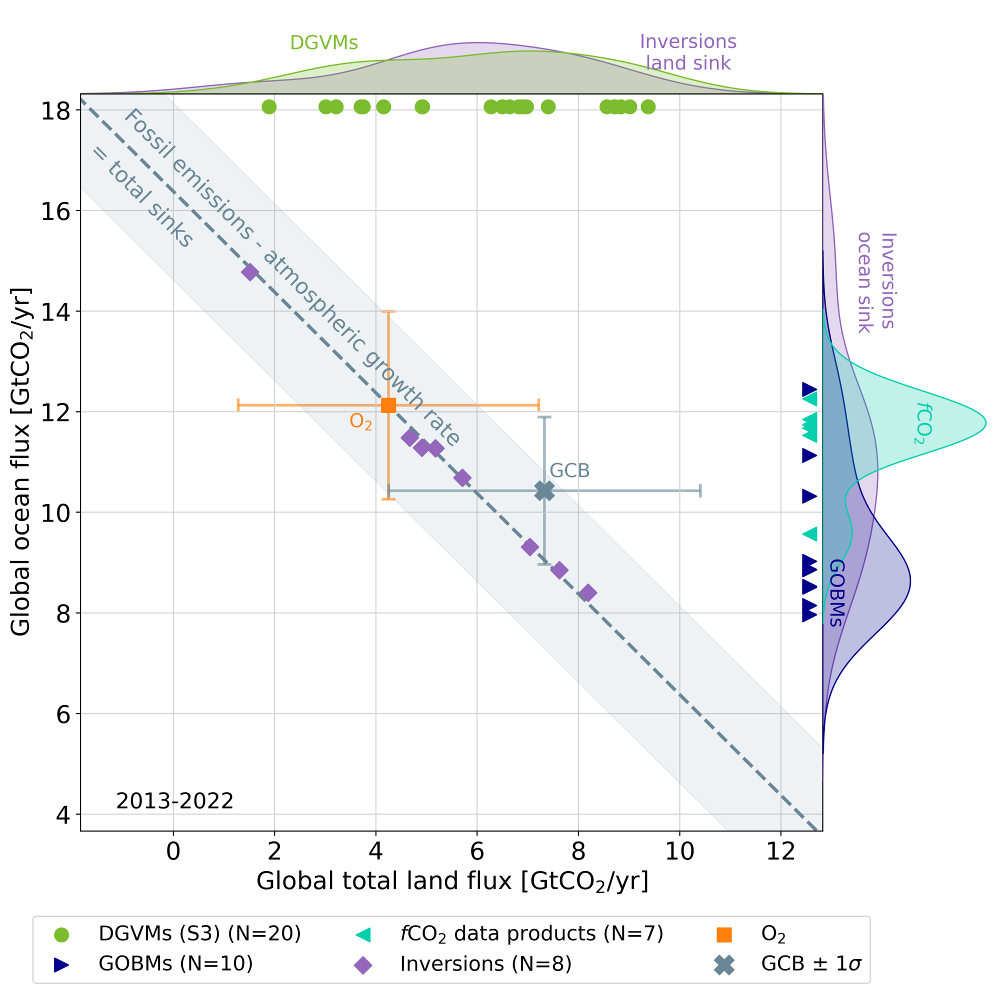 DGVMs
Inversions
land sink
18
16
14
12
10
8
6
4
Global ocean flux [GtCO₂/yr]
Fossil emissions - atmospheric growth rate
= total sinks
O₂
GCB
Inversions
ocean sink
fCO₂
GOBMs
2013-2022
0 2 4 6 8 10 12
Global total land flux [GtCO₂/yr]
DGVMs (S3) (N=20)
fCO₂ data products (N=7)
O₂
GOBMs (N=10)
Inversions (N=8)
GCB ± 1σ